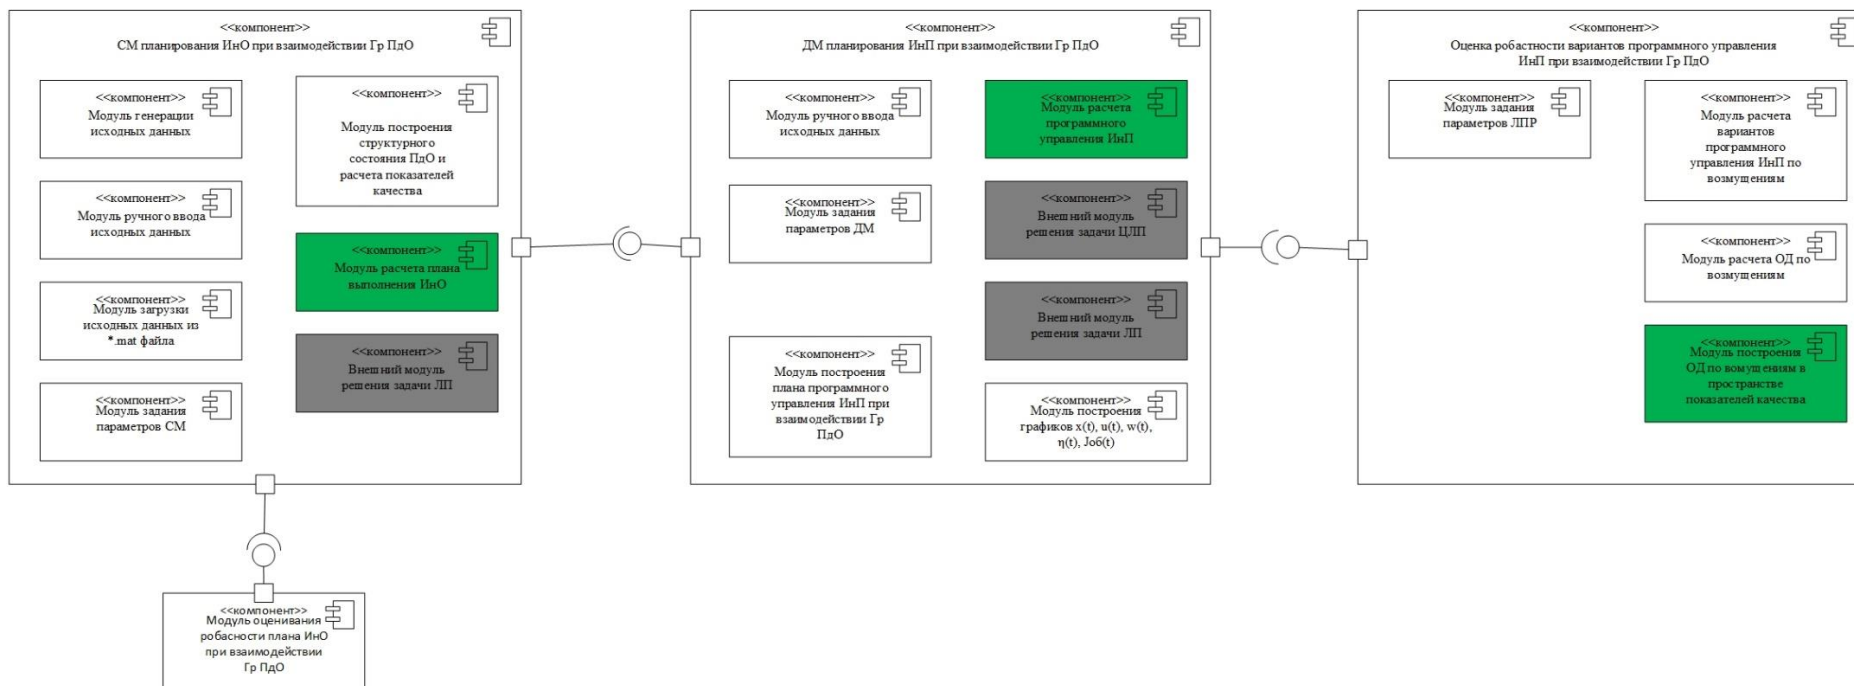 <<компонент>>
СМ планирования ИнО при взаимодействии Гр ПдО
<<компонент>>
Модуль генерации
исходных данных
<<компонент>>
Модуль ручного ввода
исходных данных
<<компонент>>
Модуль загрузки
исходных данных из
*.mat файла
<<компонент>>
Модуль задания
параметров СМ
<<компонент>>
Модуль построения
структурного
состояния ПдО и
расчета показателей
качества
<<компонент>>
Модуль расчета плана
выполнения ИнО
<<компонент>>
Внешний модуль
решения задачи ЛП
<<компонент>>
ДМ планирования ИнП при взаимодействии Гр ПдО
<<компонент>>
Модуль ручного ввода
исходных данных
<<компонент>>
Модуль задания
параметров ДМ
<<компонент>>
Модуль построения
плана программного
управления ИнП при
взаимодействии Гр
ПдО
<<компонент>>
Модуль расчета
программного
управления ИнП
<<компонент>>
Внешний модуль
решения задачи ЦЛП
<<компонент>>
Внешний модуль
решения задачи ЛП
<<компонент>>
Модуль построения
графиков x(t), u(t), w(t),
η(t), Jоб(t)
<<компонент>>
Оценка робастности вариантов программного управления
ИнП при взаимодействии Гр ПдО
<<компонент>>
Модуль задания
параметров ЛПР
<<компонент>>
Модуль расчета
вариантов
программного
управления ИнП по
возмущениям
<<компонент>>
Модуль расчета ОД по
возмущениям
<<компонент>>
Модуль построения
ОД по вомущениям в
пространстве
показателей качества
<<компонент>>
Модуль оценивания
робасности плана ИнО
при взаимодействии
Гр ПдО